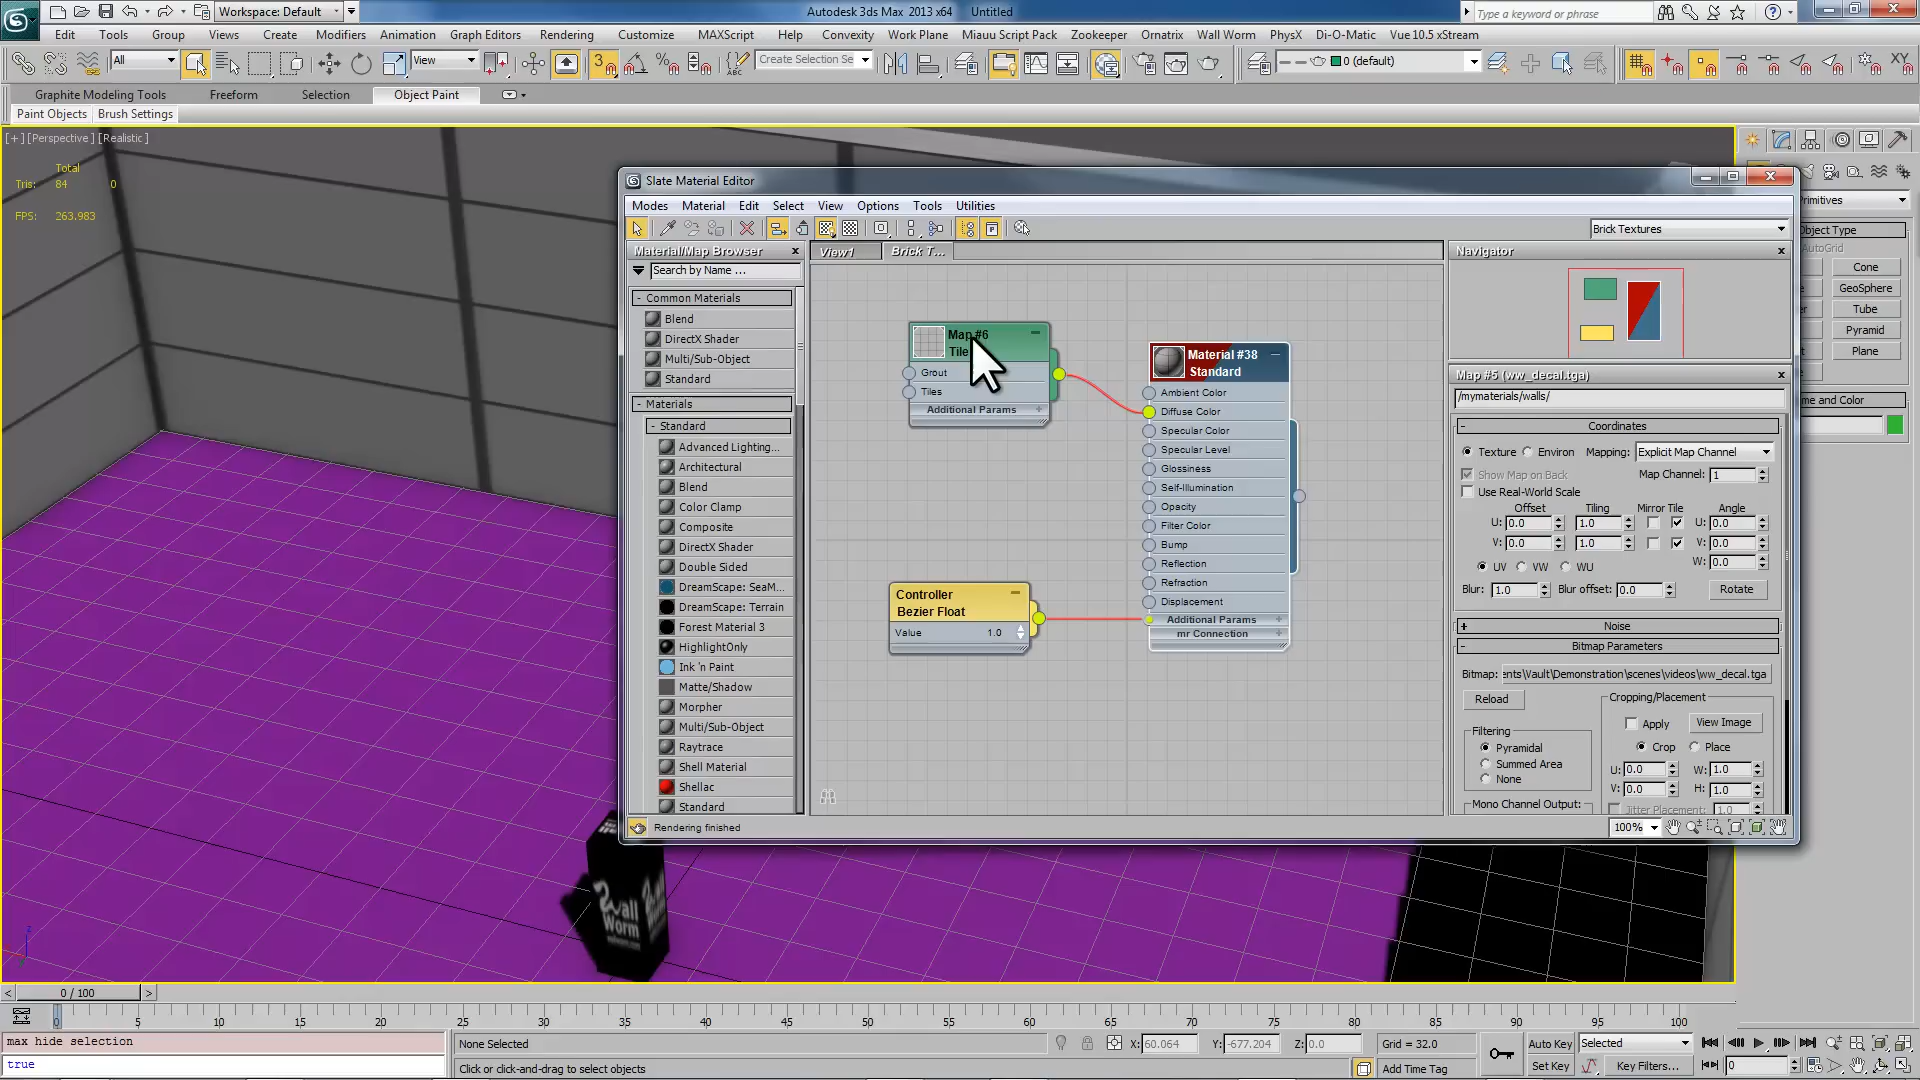 Workspace: Default
Autodesk 3ds Max 2013 x64 Untitled
Type a keyword or phrase
Edit Tools Group Views Create Modifiers Animation Graph Editors Rendering Customize MAXScript Help Convexity Work Plane Miauu Script Pack Zookeeper Ornatrix Wall Worm PhysX Di-O-Matic Vue 10.5 xStream
All View 3 Create Selection Se 0 (default) XY
Graphite Modeling Tools Freeform Selection Object Paint
Paint Objects Brush Settings
[+] [Perspective] [Realistic]
Total
Tris: 84 0
FPS: 263.983
Slate Material Editor
Modes Material Edit Select View Options Tools Utilities
Brick Textures
Material/Map Browser
Search by Name ...
- Common Materials
Blend
DirectX Shader
Multi/Sub-Object
Standard
- Materials
- Standard
Advanced Lighting...
Architectural
Blend
Color Clamp
Composite
DirectX Shader
Double Sided
DreamScape: SeaM...
DreamScape: Terrain
Forest Material 3
HighlightOnly
Ink 'n Paint
Matte/Shadow
Morpher
Multi/Sub-Object
Raytrace
Shell Material
Shellac
Standard
Rendering finished
View1 Brick T...
Map #6
Tile
Grout
Tiles
Additional Params +
Controller
Bezier Float
Value 1.0
Material #38
Standard
Ambient Color
Diffuse Color
Specular Color
Specular Level
Glossiness
Self-Illumination
Opacity
Filter Color
Bump
Reflection
Refraction
Displacement
Additional Params +
mr Connection +
Navigator
Map #5 (ww_decal.tga)
/mymaterials/walls/
- Coordinates
Texture Environ Mapping: Explicit Map Channel
Show Map on Back Map Channel: 1
Use Real-World Scale
Offset Tiling Mirror Tile Angle
U: 0.0 1.0 U: 0.0
V: 0.0 1.0 V: 0.0
W: 0.0
UV VW WU
Blur: 1.0 Blur offset: 0.0 Rotate
+ Noise
- Bitmap Parameters
Bitmap: ents\Vault\Demonstration\scenes\videos\ww_decal.tga
Reload
Cropping/Placement
Apply View Image
Crop Place
U: 0.0 W: 1.0
V: 0.0 H: 1.0
Jitter Placement: 1.0
Filtering
Pyramidal
Summed Area
None
Mono Channel Output:
100%
rimitives
Object Type
AutoGrid
Cone
GeoSphere
Tube
Pyramid
Plane
me and Color
Wall
Worm
0 / 100
0 5 10 15 20 25 30 35 40 45 50 55 60 65 70 75 80 85 90 95 100
max hide selection
true
None Selected
X: 60.064 Y: -677.204 Z: 0.0 Grid = 32.0
Auto Key Selected
Click or click-and-drag to select objects
Add Time Tag
Set Key Key Filters... 0